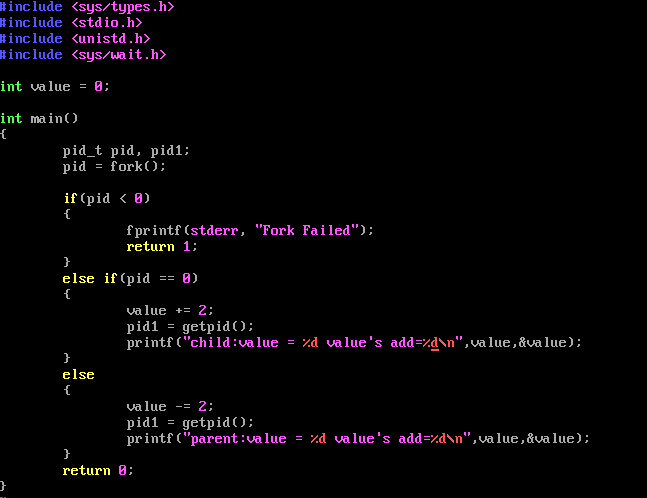 #include <sys/types.h>
#include <stdio.h>
#include <unistd.h>
#include <sys/wait.h>
int value = 0;
int main()
{
pid_t pid, pid1;
pid = fork();
if(pid < 0)
{
fprintf(stderr, "Fork Failed");
return 1;
}
else if(pid == 0)
{
value += 2;
pid1 = getpid();
printf("child:value = %d value's add=%d\n",value,&value);
}
else
{
value -= 2;
pid1 = getpid();
printf("parent:value = %d value's add=%d\n",value,&value);
}
return 0;
}